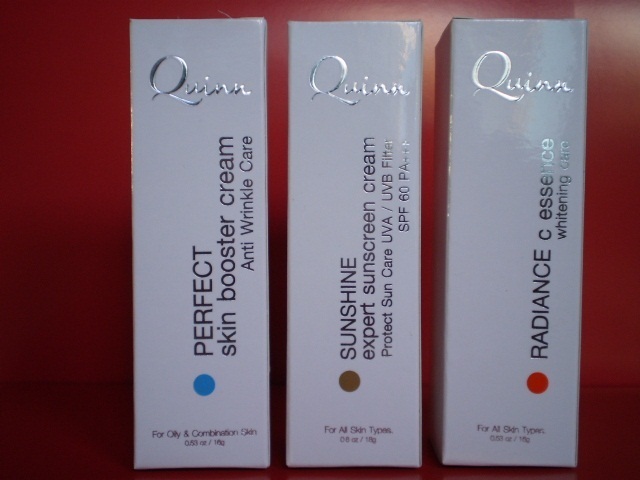 Quinn
PERFECT
skin booster cream
Anti Wrinkle Care
For Oily & Combination Skin
Quinn
SUNSHINE
expert sunscreen cream
Protect Sun Care UVA / UVB Filter
SPF 60 PA+++
For All Skin Types.
Quinn
RADIANCE c essence
whitening care
For All Skin Types.